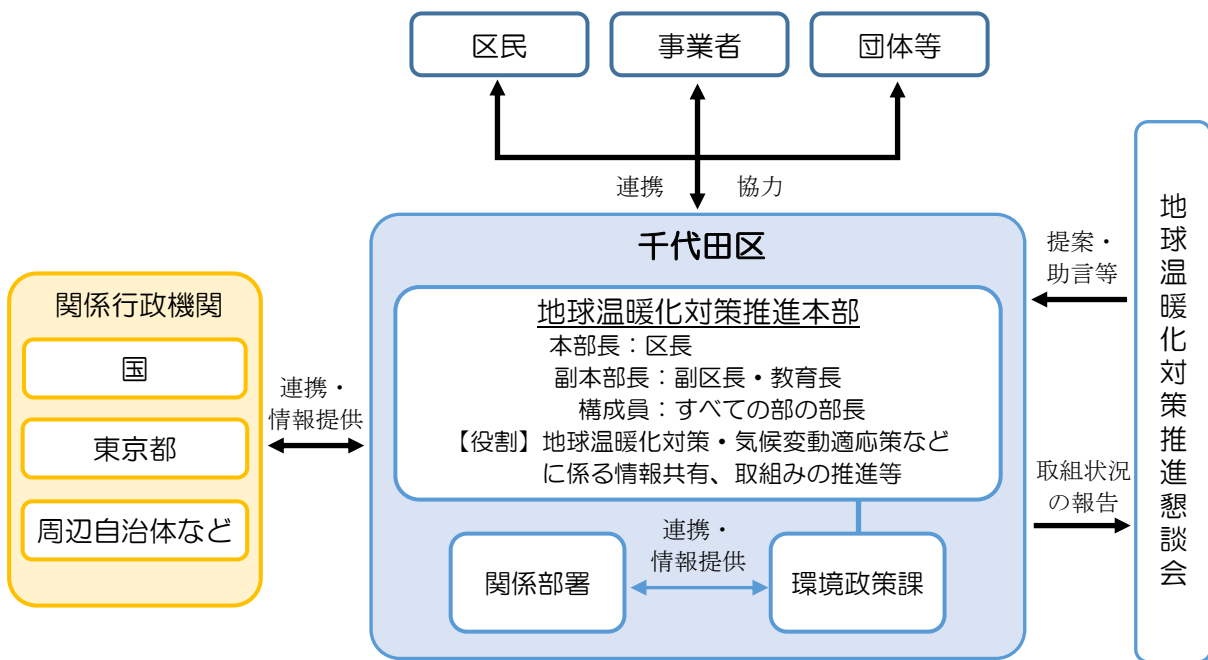 区民
事業者
団体等
連携
協力
千代田区
地球温暖化対策推進本部
本部長：区長
副本部長：副区長・教育長
構成員：すべての部の部長
【役割】地球温暖化対策・気候変動適応策など
に係る情報共有、取組みの推進等
連携・
情報提供
関係部署
環境政策課
関係行政機関
国
東京都
周辺自治体など
連携・
情報提供
提案・
助言等
取組状況
の報告
地球温暖化対策推進懇談会